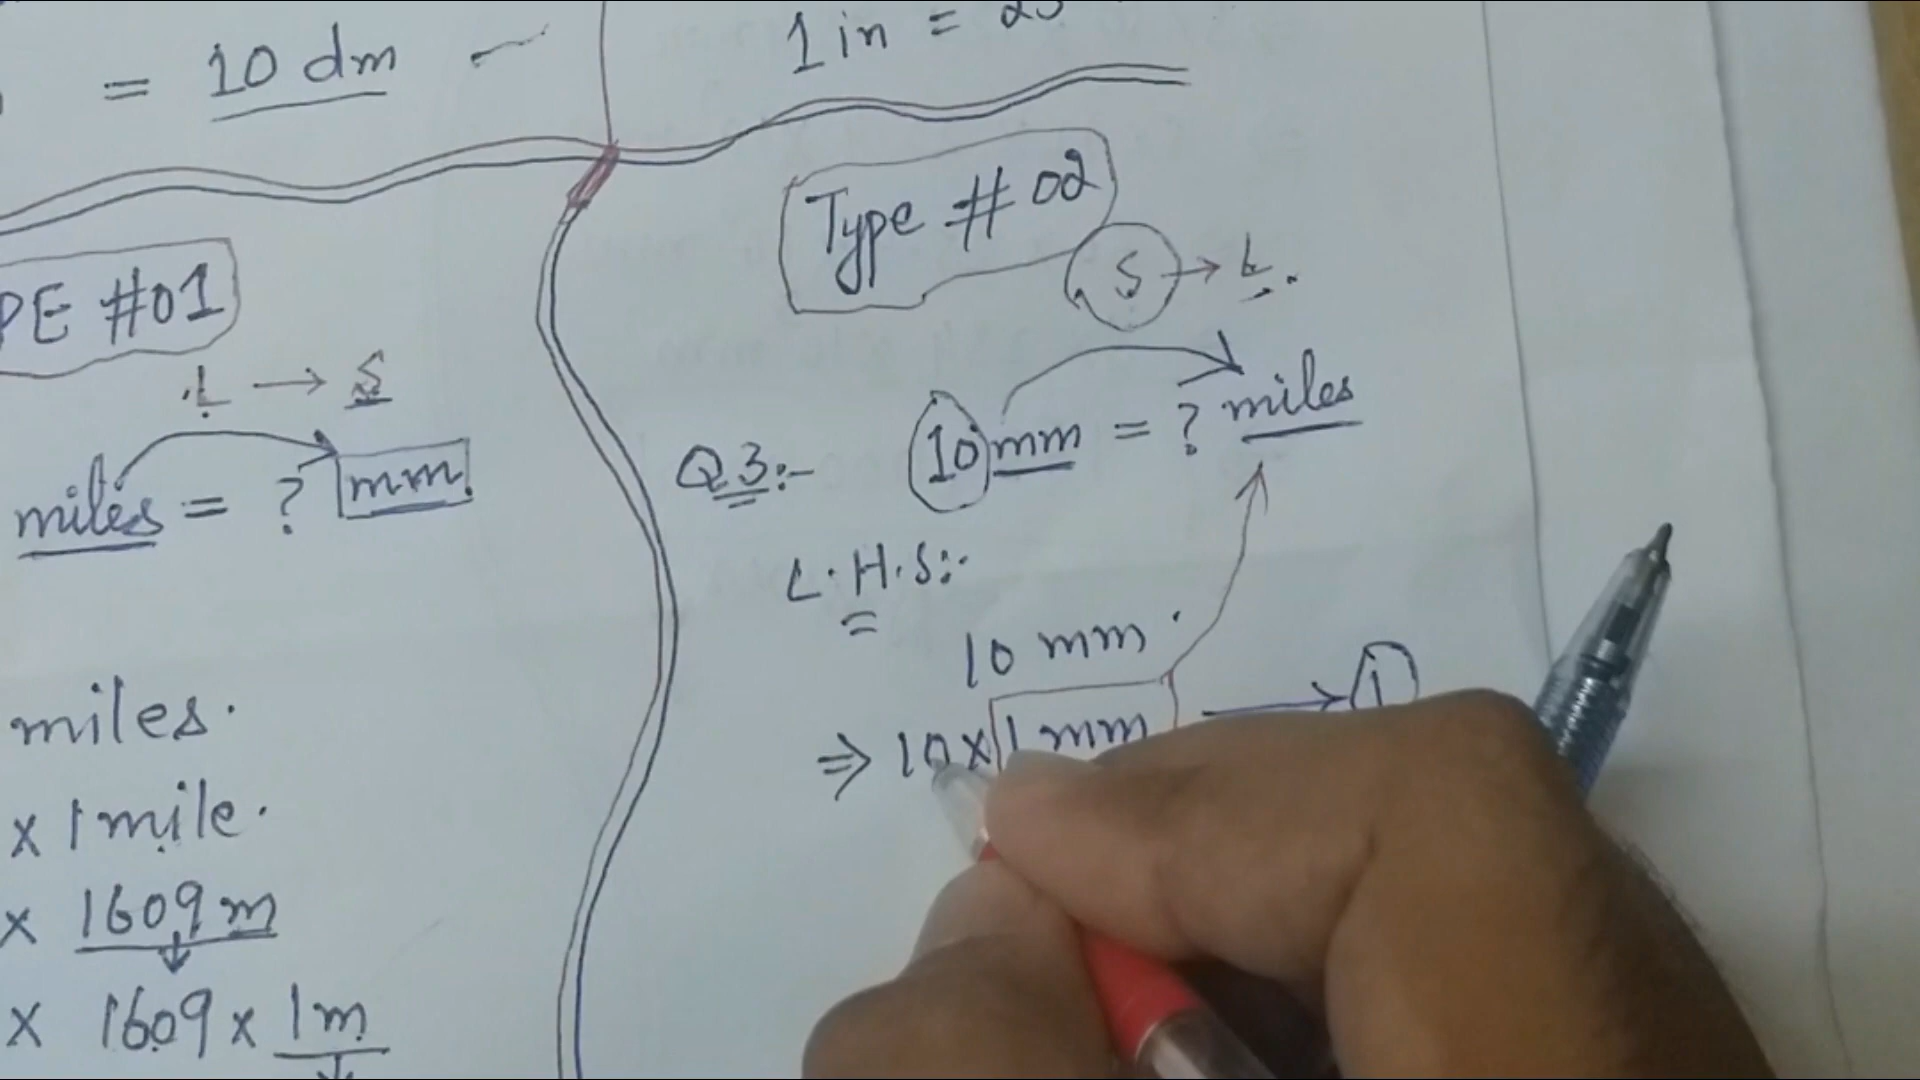 = 10 dm
1 in =
PE #01
L → S
miles = ? mm
miles.
x 1 mile.
x 1609 m
x 1609 x 1m
Type # 02
S → L.
Q3:- 10 mm = ? miles
L.H.S:-
10 mm.
⇒ 10 x 1 mm → 1